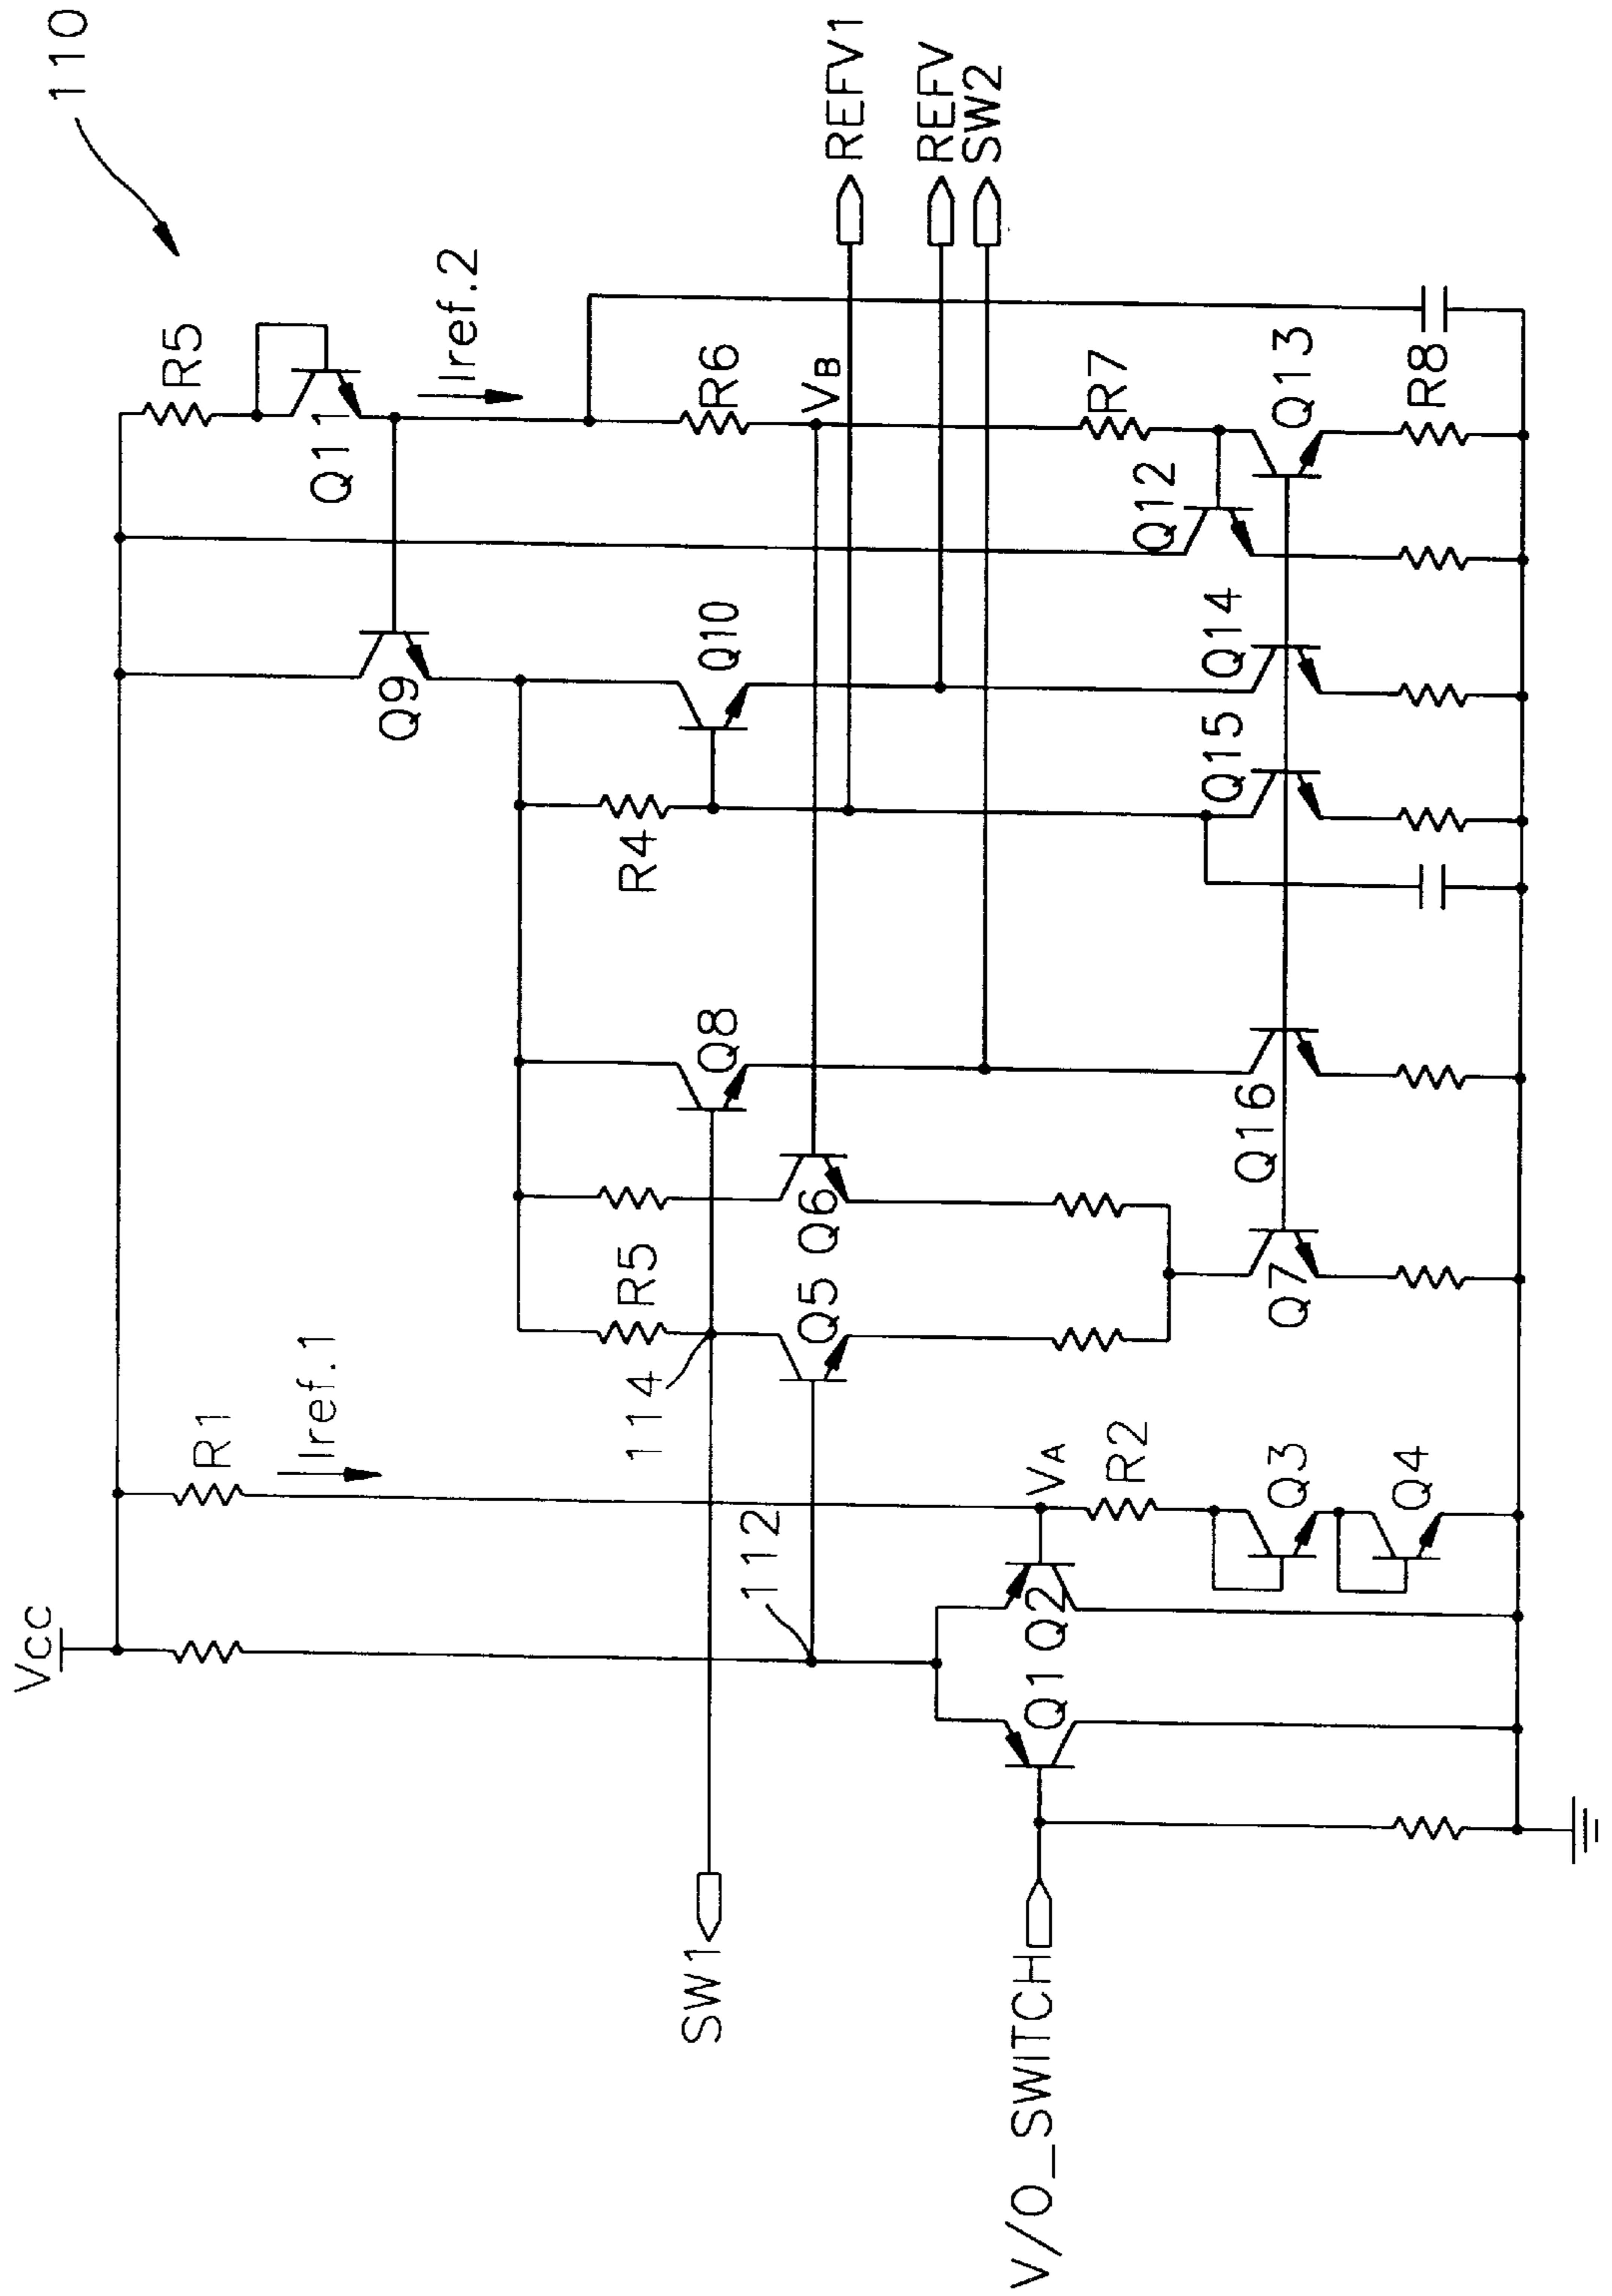 110
REFV1
REFV
SW2
R5
Iref.2
Q11
R6
VB
R7
Q13
R8
Q12
Q9
Q10
Q14
Q15
R4
Q8
Q16
Q6
R5
Q5
Q7
114
R1
Iref.1
112
VA
R2
Q3
Q4
Vcc
Q2
Q1
SW1
V/O_SWITCH